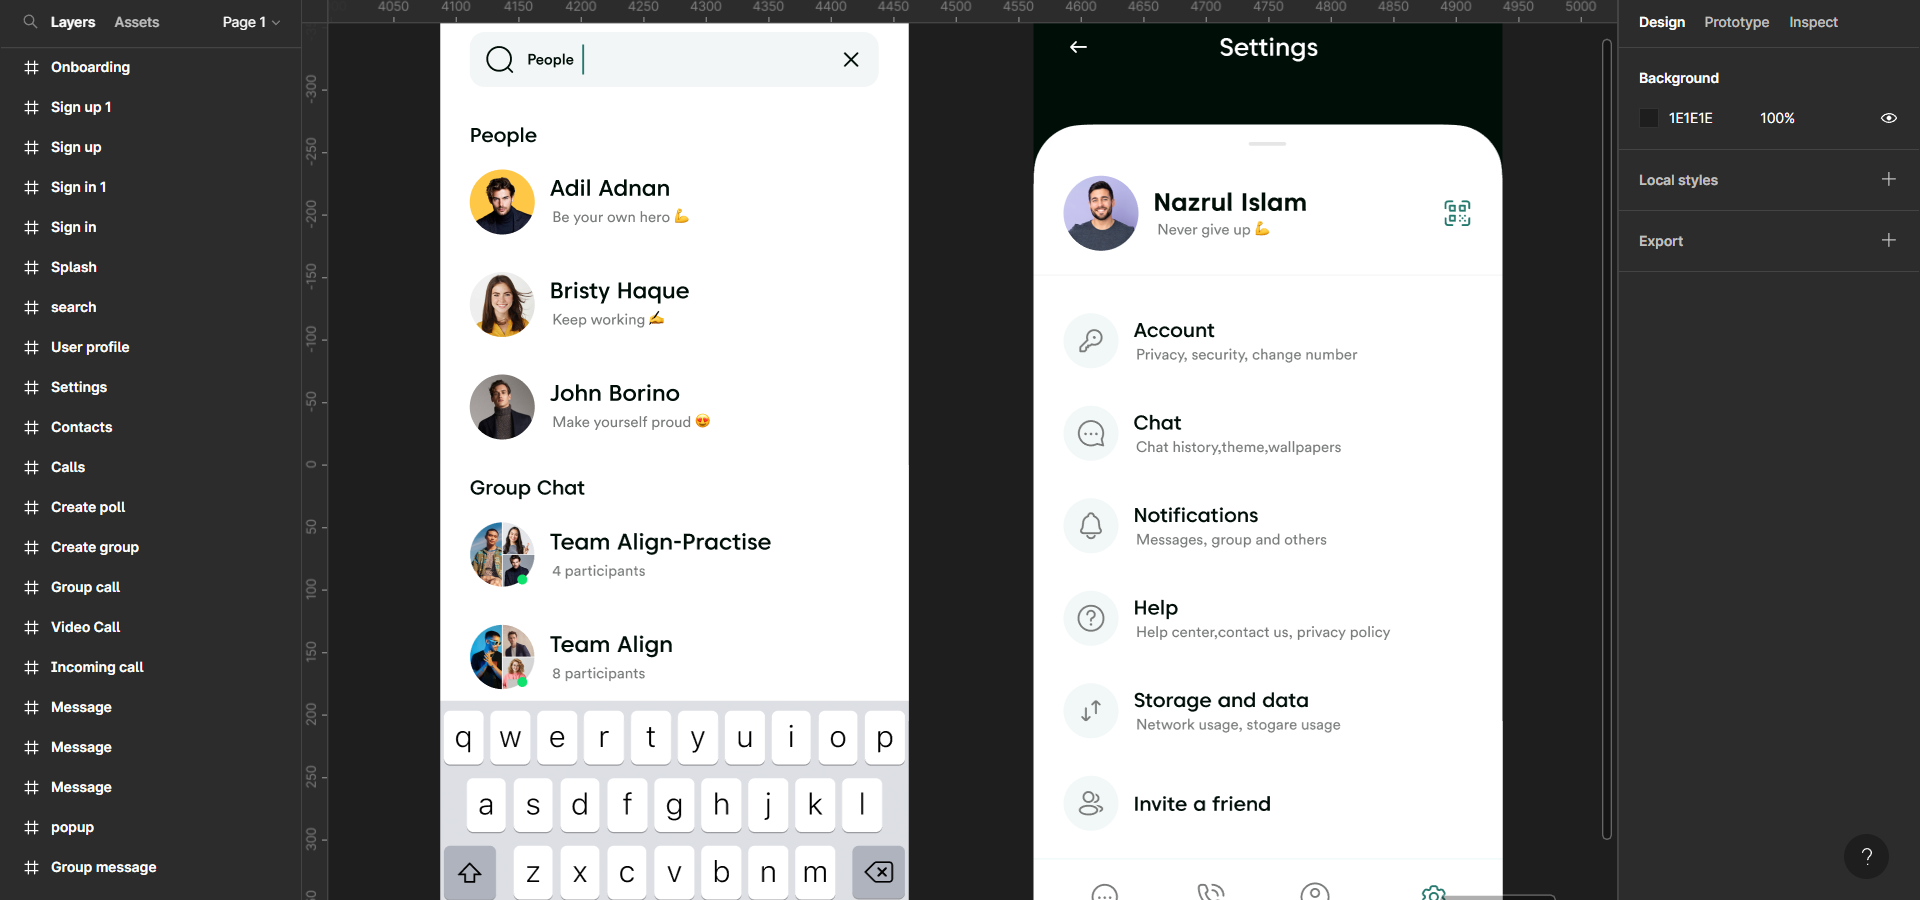 Layers Assets Page 1
4050 4100 4150 4200 4250 4300 4350 4400 4450 4500 4550 4600 4650 4700 4750 4800 4850 4900 4950 5000
Design Prototype Inspect
Onboarding
Sign up 1
Sign up
Sign in 1
Sign in
Splash
search
User profile
Settings
Contacts
Calls
Create poll
Create group
Group call
Video Call
Incoming call
Message
Message
Message
popup
Group message
-300
-250
-200
-150
-100
-50
0
50
100
150
200
250
300
People
People
Adil Adnan
Be your own hero 💪
Bristy Haque
Keep working ✍
John Borino
Make yourself proud 😍
Group Chat
Team Align-Practise
4 participants
Team Align
8 participants
q w e r t y u i o p
a s d f g h j k l
z x c v b n m
Settings
Nazrul Islam
Never give up 💪
Account
Privacy, security, change number
Chat
Chat history,theme,wallpapers
Notifications
Messages, group and others
Help
Help center,contact us, privacy policy
Storage and data
Network usage, stogare usage
Invite a friend
Background
1E1E1E 100%
Local styles
Export
?